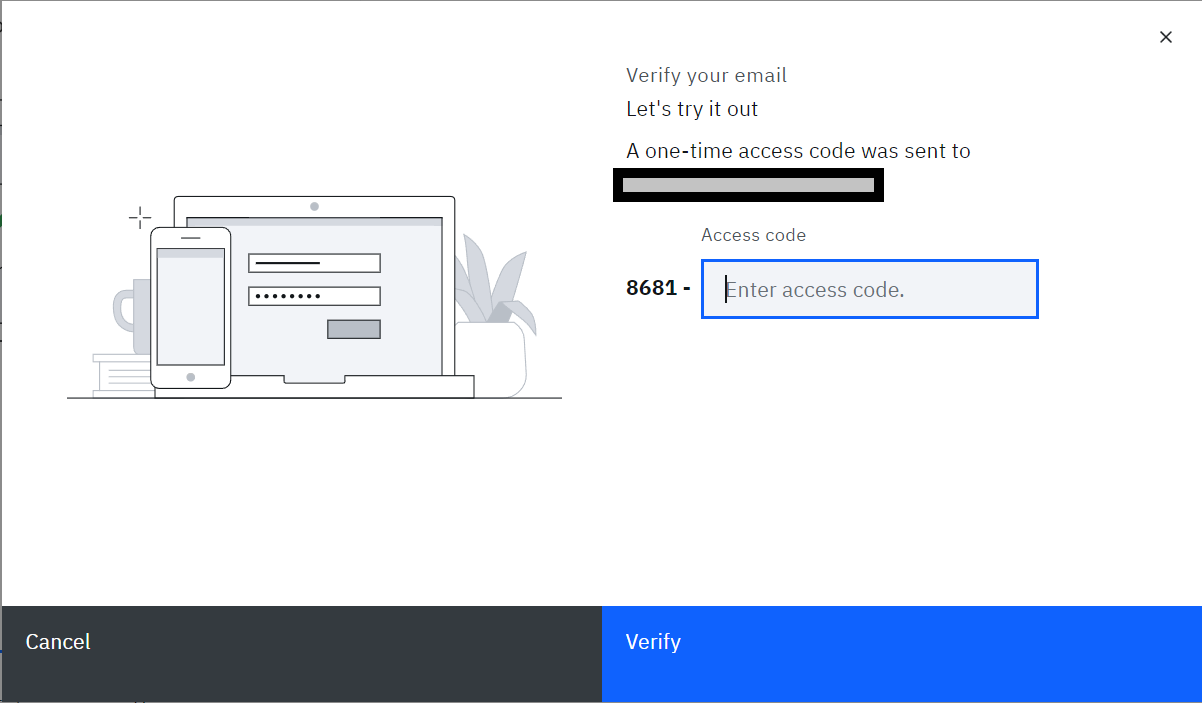 Verify your email
Let's try it out
A one-time access code was sent to
Access code
8681 - Enter access code.
Cancel
Verify